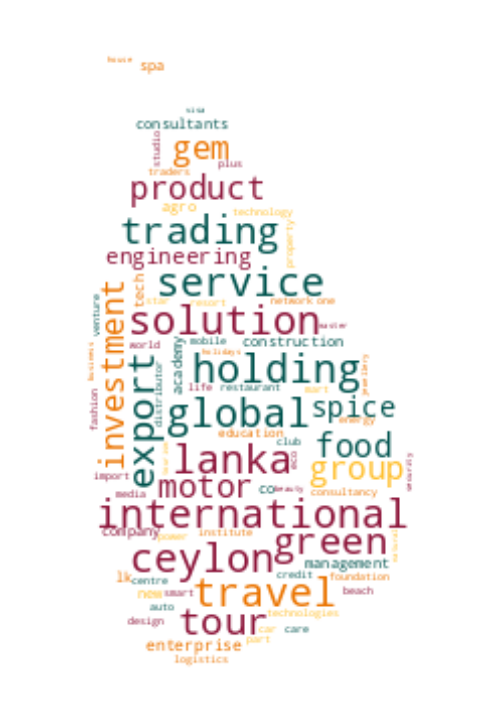 house
spa
visa
consultants
studio
gem
plus
traders
product
agro
technology
trading
property
engineering
service
tech
investment
venture
star
resort
network one
solution
master
world
mobile
construction
academy
holidays
export
distributor
holding
business
jewellery
life
restaurant
mart
fashion
global
spice
energy
education
club
food
lanka
eco
group
import
security
motor
co
beauty
consultancy
media
international
company
power
institute
green
natural
ceylon
management
lk
centre
credit
foundation
travel
new
smart
beach
auto
technologies
tour
design
car
care
part
enterprise
logistics